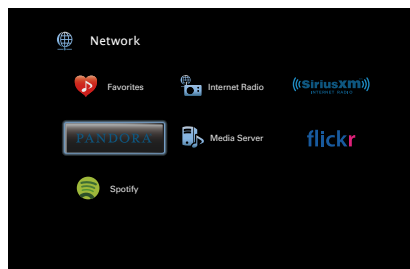 Network
Favorites
Internet Radio
((SiriusXM))
INTERNET RADIO
PANDORA
Media Server
flickr
Spotify